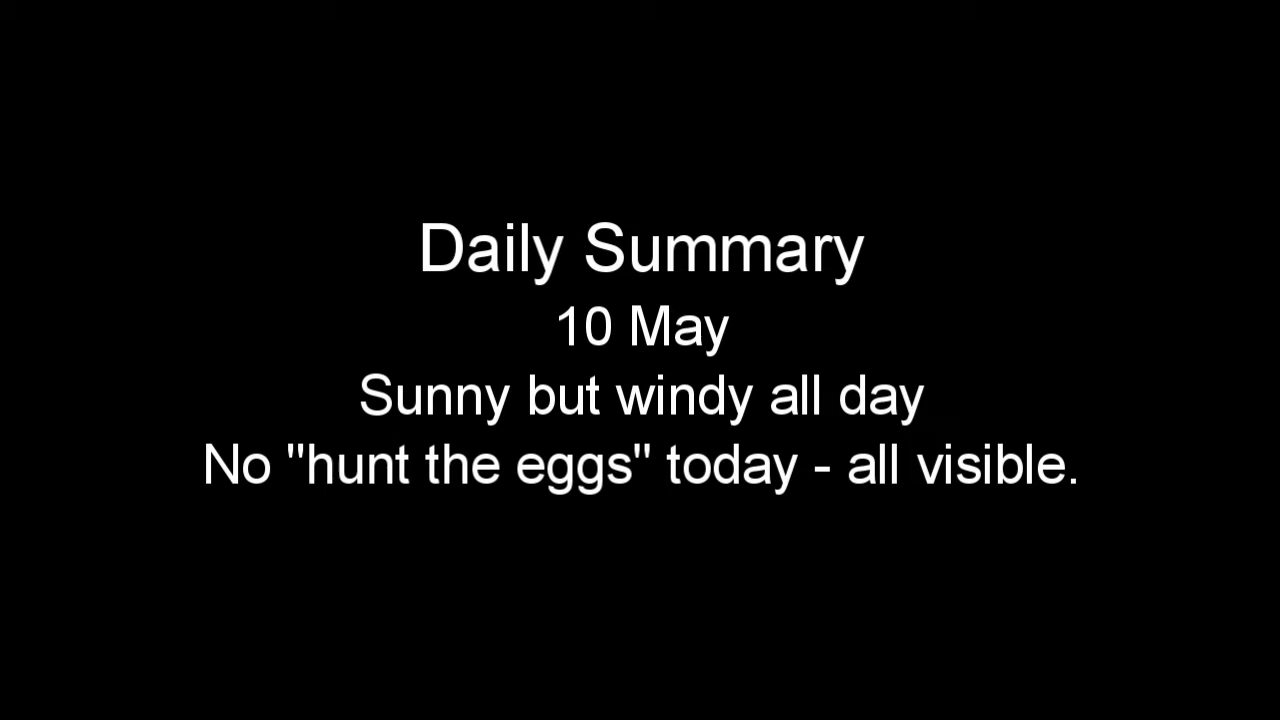 Daily Summary
10 May
Sunny but windy all day
No "hunt the eggs" today - all visible.